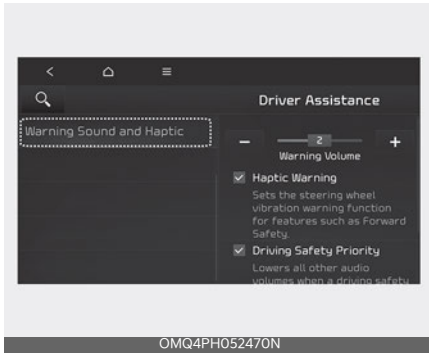 Driver Assistance
Warning Sound and Haptic
2
Warning Volume
Haptic Warning
Sets the steering wheel
vibration warning function
for features such as Forward
Safety.
Driving Safety Priority
Lowers all other audio
volumes when a driving safety
OMQ4PH052470N